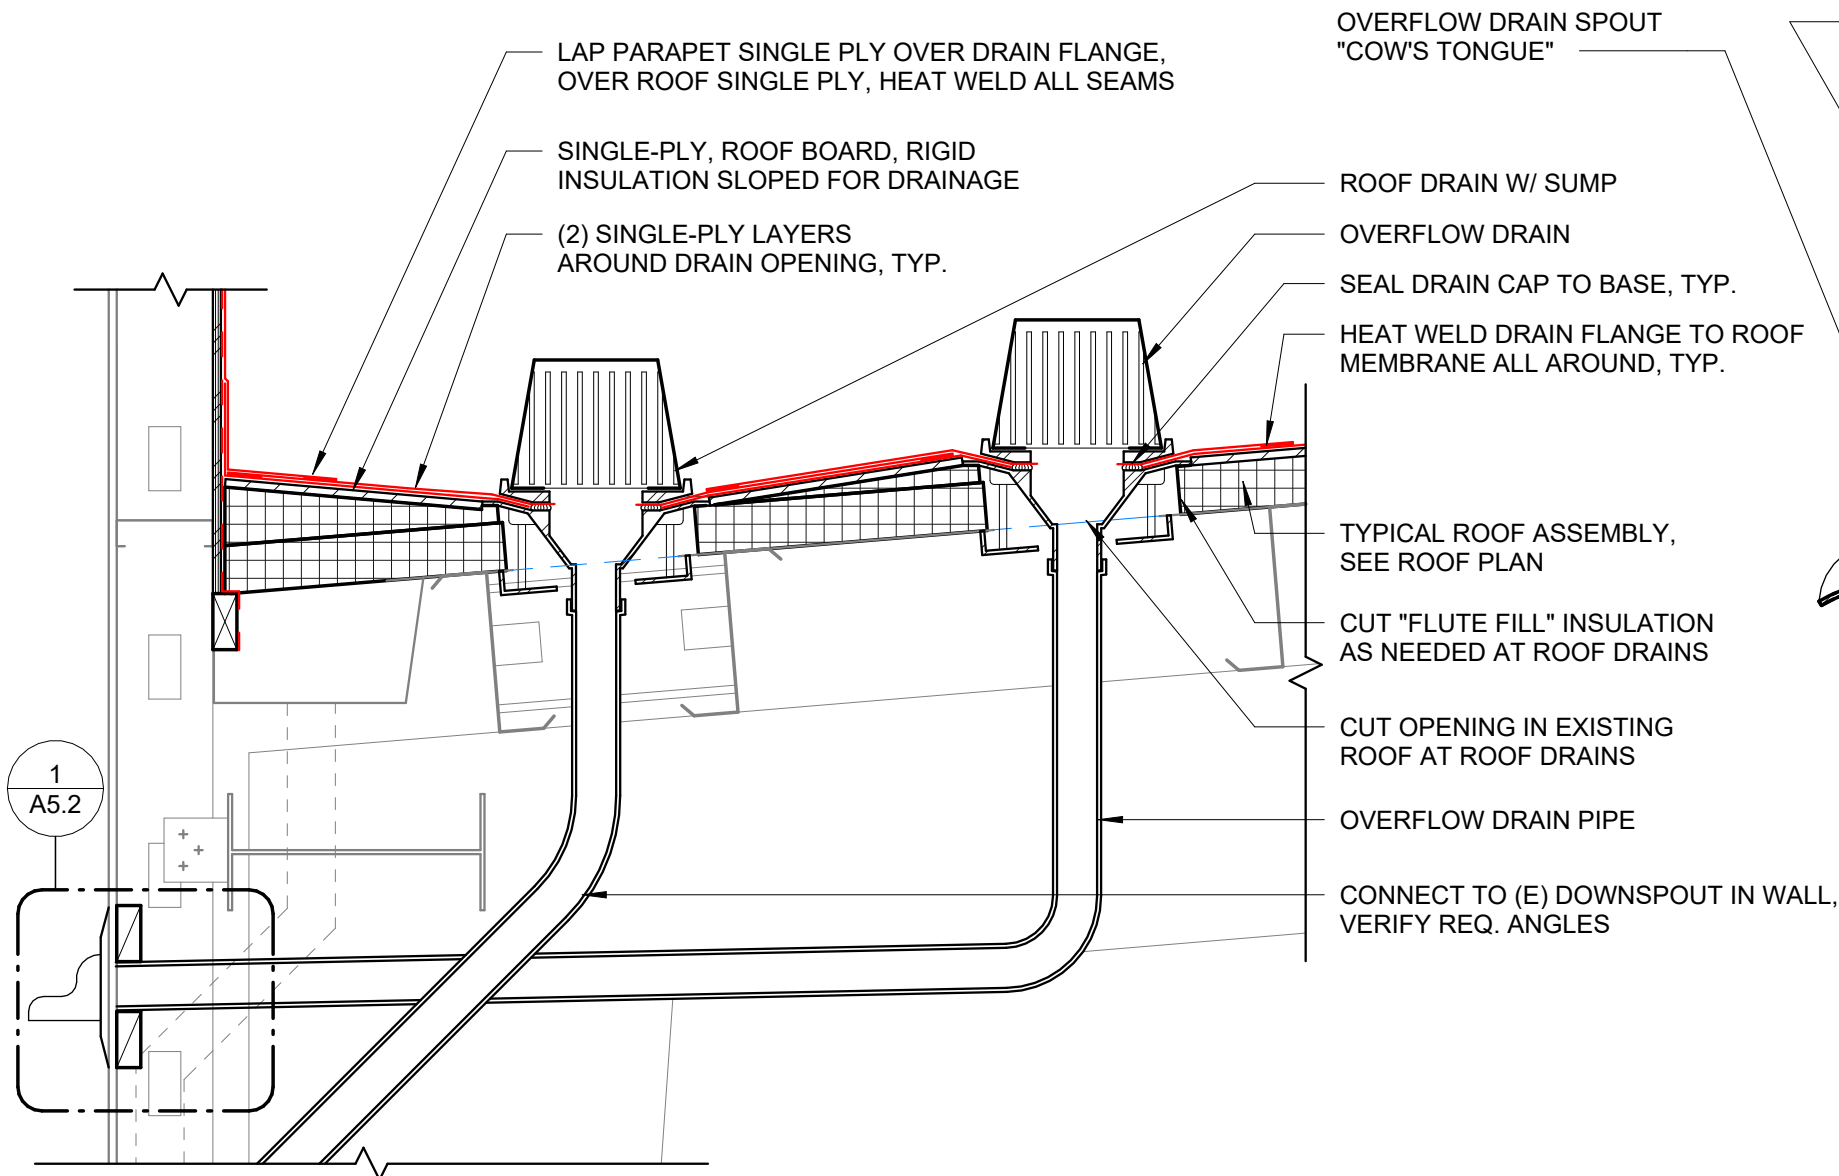 OVERFLOW DRAIN SPOUT
"COW'S TONGUE"
LAP PARAPET SINGLE PLY OVER DRAIN FLANGE,
OVER ROOF SINGLE PLY, HEAT WELD ALL SEAMS
SINGLE-PLY, ROOF BOARD, RIGID
INSULATION SLOPED FOR DRAINAGE
(2) SINGLE-PLY LAYERS
AROUND DRAIN OPENING, TYP.
ROOF DRAIN W/ SUMP
OVERFLOW DRAIN
SEAL DRAIN CAP TO BASE, TYP.
HEAT WELD DRAIN FLANGE TO ROOF
MEMBRANE ALL AROUND, TYP.
TYPICAL ROOF ASSEMBLY,
SEE ROOF PLAN
CUT "FLUTE FILL" INSULATION
AS NEEDED AT ROOF DRAINS
CUT OPENING IN EXISTING
ROOF AT ROOF DRAINS
OVERFLOW DRAIN PIPE
CONNECT TO (E) DOWNSPOUT IN WALL,
VERIFY REQ. ANGLES
1
A5.2